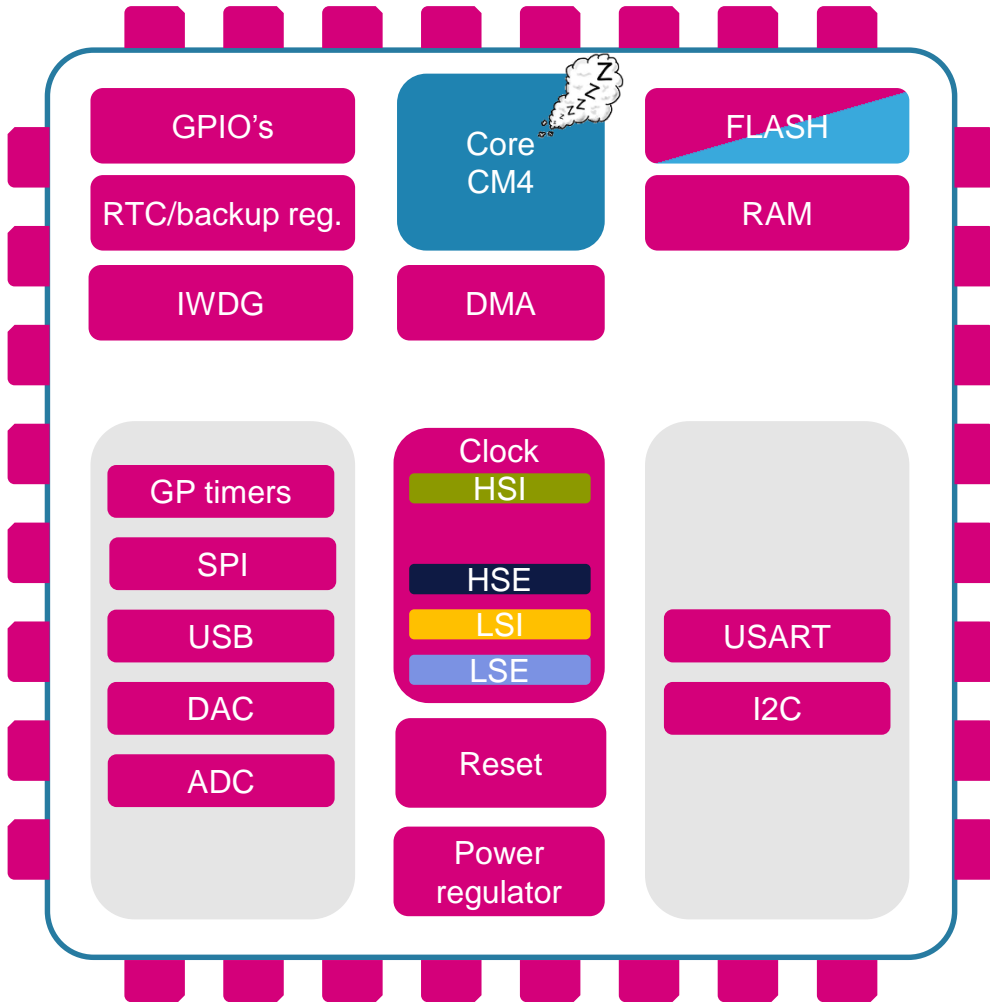 GPIO's
RTC/backup reg.
IWDG
Core
CM4
z z z Z Z Z
DMA
FLASH
RAM
GP timers
SPI
USB
DAC
ADC
Clock
HSI
HSE
LSI
LSE
Reset
Power
regulator
USART
I2C